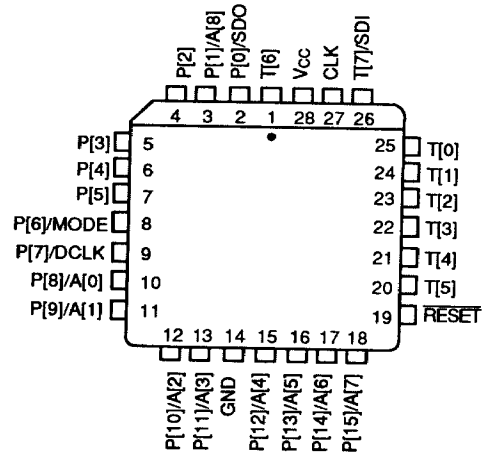 P[2]
P[1]/A[8]
P[0]/SDO
T[6]
Vcc
CLK
T[7]/SDI
4 3 2 1 28 27 26
P[3] 5 25 T[0]
P[4] 6 24 T[1]
P[5] 7 23 T[2]
P[6]/MODE 8 22 T[3]
P[7]/DCLK 9 21 T[4]
P[8]/A[0] 10 20 T[5]
P[9]/A[1] 11 19 RESET
12 13 14 15 16 17 18
P[10]/A[2]
P[11]/A[3]
GND
P[12]/A[4]
P[13]/A[5]
P[14]/A[6]
P[15]/A[7]